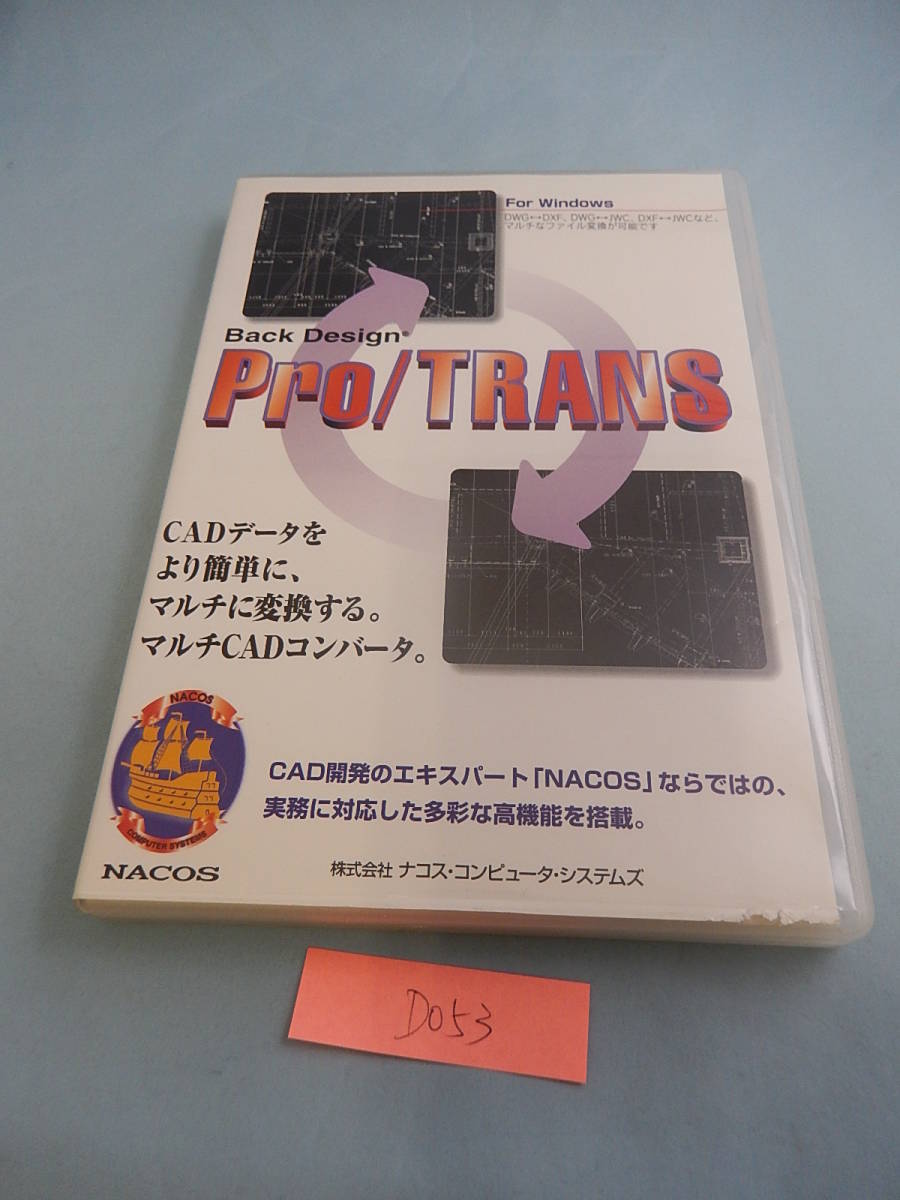 For Windows
DWG↔DXF、DWG↔JWC、DXF↔JWCなど、
マルチなファイル変換が可能です
Back Design®
Pro/TRANS
CADデータを
より簡単に、
マルチに変換する。
マルチCADコンバータ。
NACOS
COMPUTER SYSTEMS
NACOS
CAD開発のエキスパート「NACOS」ならではの、
実務に対応した多彩な高機能を搭載。
株式会社 ナコス・コンピュータ・システムズ
D053